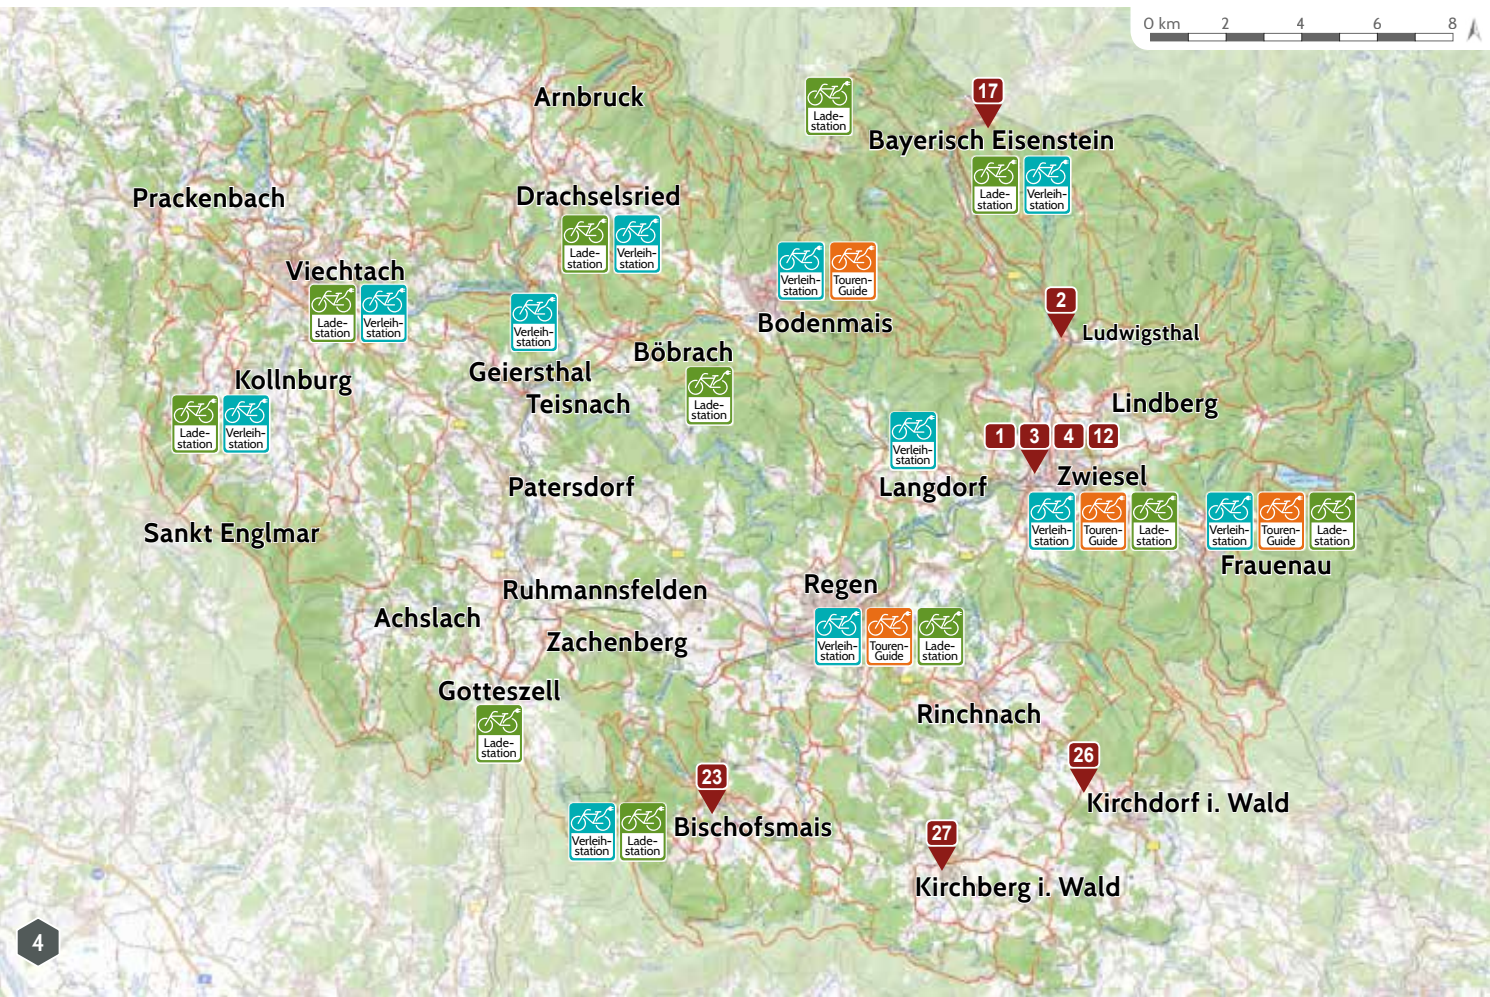 0 km 2 4 6 8
Arnbruck
Lade-
station
17
Bayerisch Eisenstein
Lade-
station
Verleih-
station
Prackenbach
Drachselsried
Lade-
station
Verleih-
station
Viechtach
Lade-
station
Verleih-
station
Verleih-
station
Touren-
Guide
Bodenmais
Verleih-
station
Geiersthal
2
Ludwigsthal
Böbrach
Lade-
station
Kollnburg
Lade-
station
Verleih-
station
Teisnach
Lindberg
1 3 4 12
Verleih-
station
Langdorf
Zwiesel
Verleih-
station
Touren-
Guide
Lade-
station
Verleih-
station
Touren-
Guide
Lade-
station
Frauenau
Patersdorf
Sankt Englmar
Regen
Verleih-
station
Touren-
Guide
Lade-
station
Ruhmannsfelden
Achslach
Zachenberg
Gotteszell
Lade-
station
Rinchnach
26
Kirchdorf i. Wald
23
Verleih-
station
Lade-
station
Bischofsmais
27
Kirchberg i. Wald
4